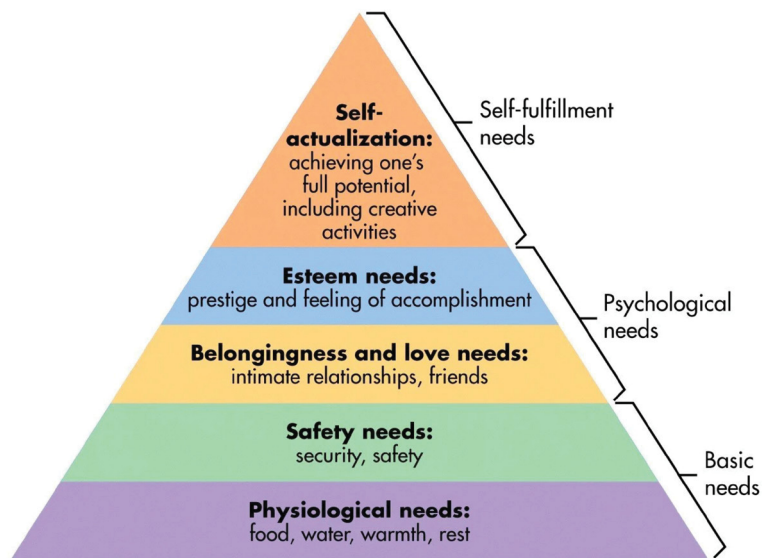 Self-
actualization:
achieving one's
full potential,
including creative
activities
Self-fulfillment
needs
Esteem needs:
prestige and feeling of accomplishment
Belongingness and love needs:
intimate relationships, friends
Psychological
needs
Safety needs:
security, safety
Physiological needs:
food, water, warmth, rest
Basic
needs